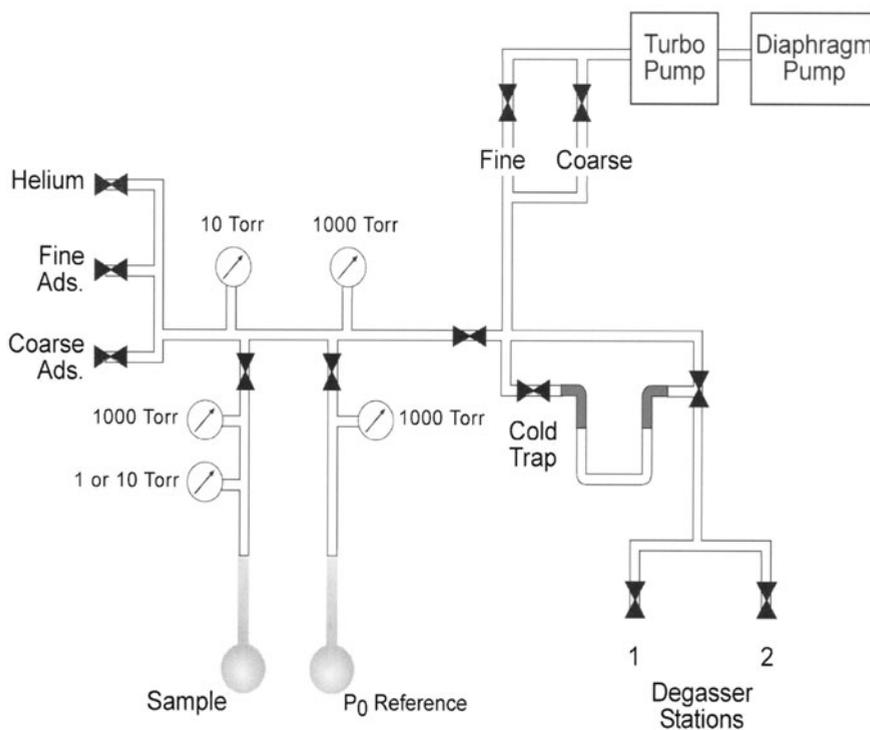 Turbo
Pump
Diaphragm
Pump
Fine
Coarse
Helium
10 Torr
1000 Torr
Fine
Ads.
Coarse
Ads.
1000 Torr
1000 Torr
Cold
Trap
1 or 10 Torr
1
2
Sample
P0 Reference
Degasser
Stations